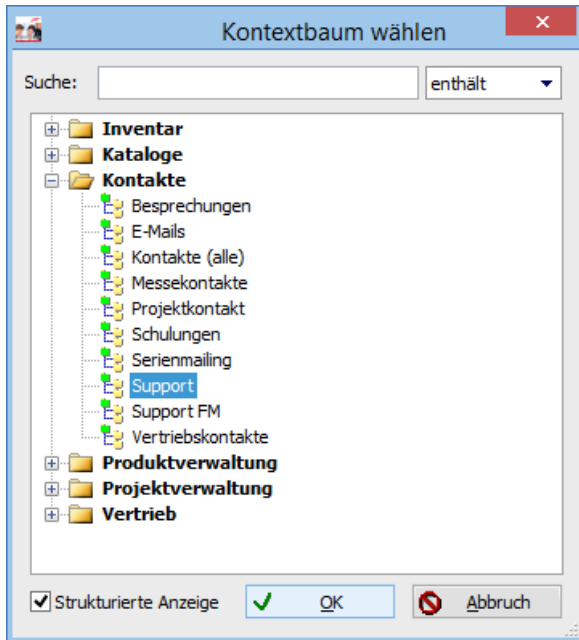 Kontextbaum wählen
Suche:
enthält
Inventar
Kataloge
Kontakte
Besprechungen
E-Mails
Kontakte (alle)
Messekontakte
Projektkontakt
Schulungen
Serienmailing
Support
Support FM
Vertriebskontakte
Produktverwaltung
Projektverwaltung
Vertrieb
Strukturierte Anzeige
OK
Abbruch